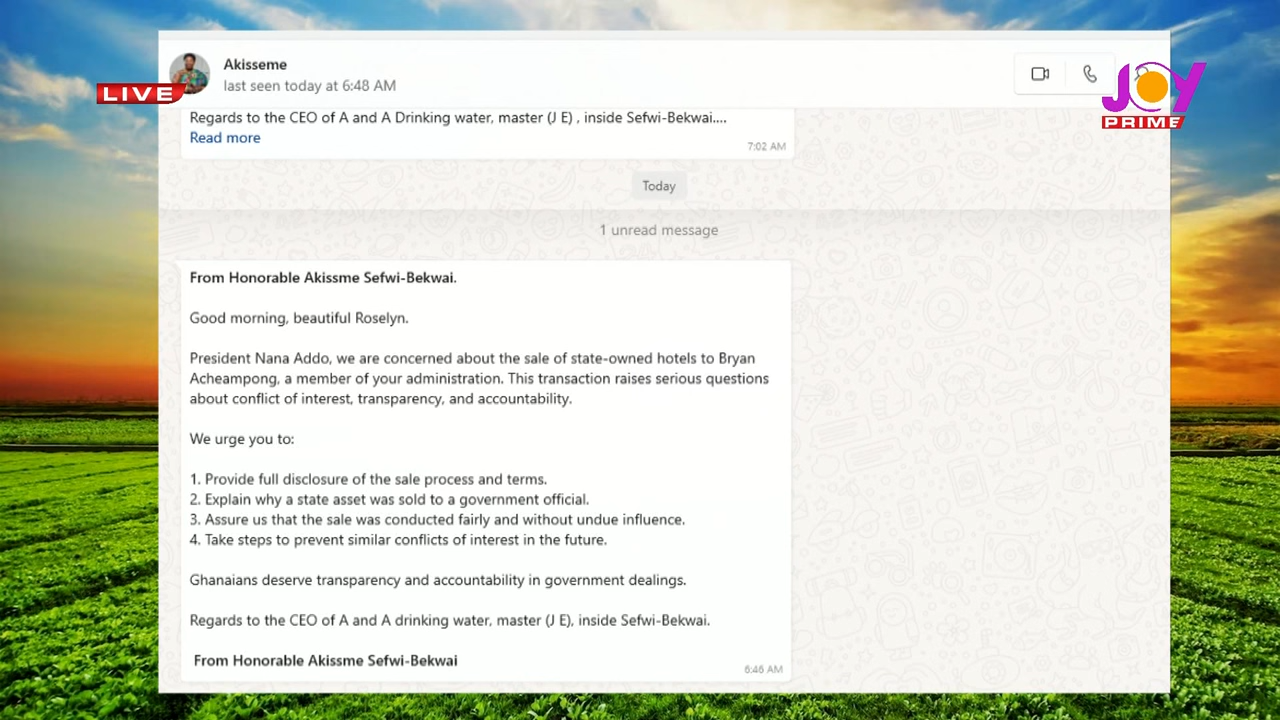 Akisseme
last seen today at 6:48 AM
LIVE
JOY
PRIME
Regards to the CEO of A and A Drinking water, master (J E) , inside Sefwi-Bekwai....
Read more
7:02 AM
Today
1 unread message
From Honorable Akissme Sefwi-Bekwai.
Good morning, beautiful Roselyn.
President Nana Addo, we are concerned about the sale of state-owned hotels to Bryan
Acheampong, a member of your administration. This transaction raises serious questions
about conflict of interest, transparency, and accountability.
We urge you to:
1. Provide full disclosure of the sale process and terms.
2. Explain why a state asset was sold to a government official.
3. Assure us that the sale was conducted fairly and without undue influence.
4. Take steps to prevent similar conflicts of interest in the future.
Ghanaians deserve transparency and accountability in government dealings.
Regards to the CEO of A and A drinking water, master (J E), inside Sefwi-Bekwai.
From Honorable Akissme Sefwi-Bekwai
6:46 AM